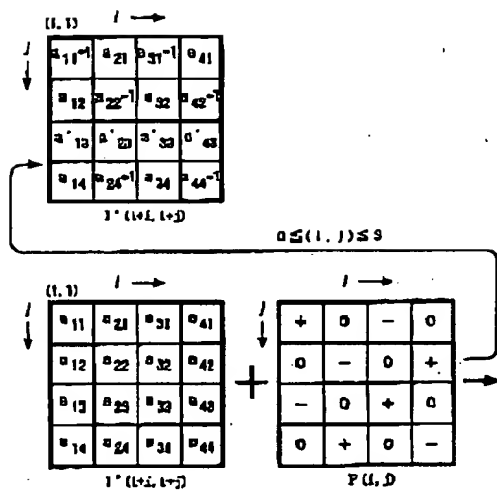 i
(1, 1)
j
a11-1 a21 a31-1 a41
a12 a22-1 a32 a42-1
a'13 a'33 a'43
a14 a24-1 a34 a44-1
I" (i+i, i+j)
0≦(i, j)≦3
i
(1, 1)
j
a11 a21 a31 a41
a12 a22 a32 a42
a13 a23 a33 a43
a14 a24 a34 a44
I" (i+i, i+j)
+
i
j
+ 0 - 0
0 - 0 +
- 0 + 0
0 + 0 -
P (i, j)